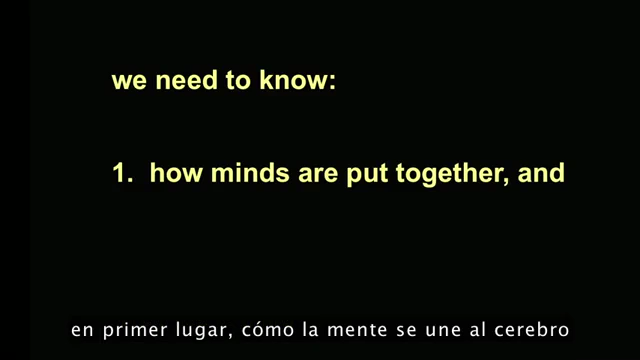 we need to know:
1. how minds are put together, and
en primer lugar, cómo la mente se une al cerebro